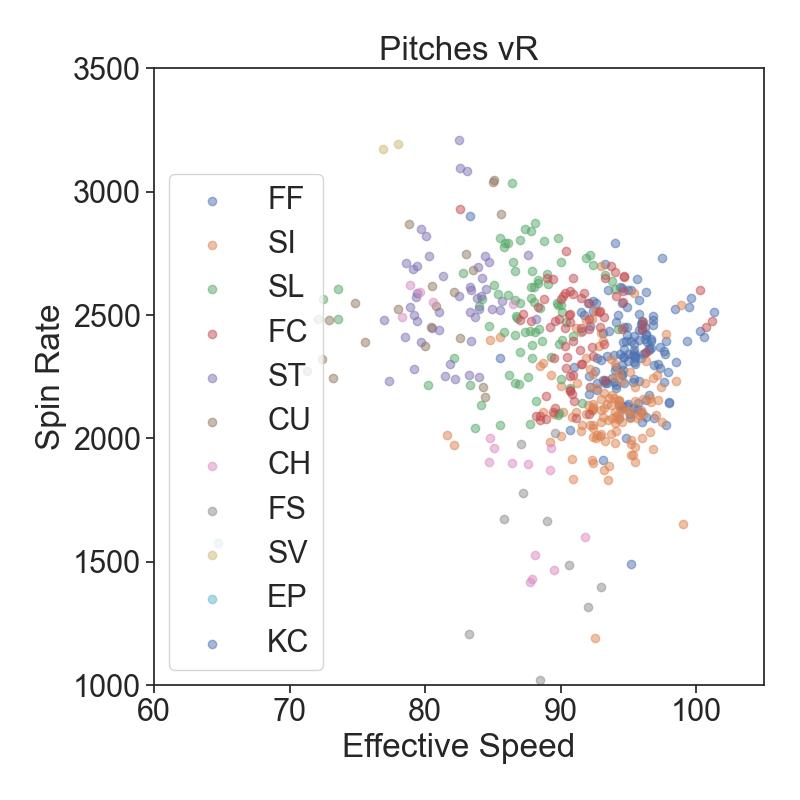 Pitches vR
3500
3000
2500
2000
1500
1000
Spin Rate
FF
SI
SL
FC
ST
CU
CH
FS
SV
EP
KC
60 70 80 90 100
Effective Speed